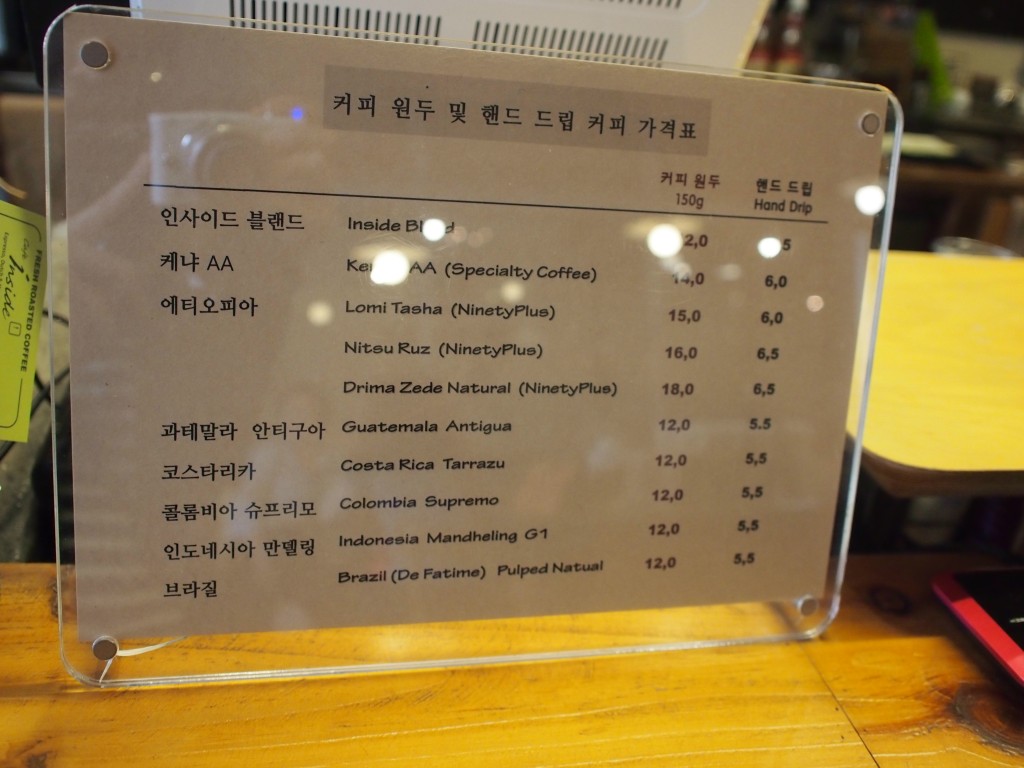 커피 원두 및 핸드 드립 커피 가격표
커피 원두 핸드 드립
150g Hand Drip
인사이드 블랜드 Inside
케냐 AA AA (Specialty Coffee) 14,0 6,0
에티오피아 Lomi Tasha (NinetyPlus) 15,0 6,0
Nitsu Ruz (NinetyPlus) 16,0 6,5
Drima Zede Natural (NinetyPlus) 18,0 6,5
과테말라 안티구아 Guatemala Antigua 12,0 5.5
코스타리카 Costa Rica Tarrazu 12,0 5,5
콜롬비아 슈프리모 Colombia Supremo 12,0 5,5
인도네시아 만델링 Indonesia Mandheling G1 12,0 5,5
브라질 Brazil (De Fatime) Pulped Natual 12,0 5,5
FRESH ROASTED COFFEE
Cafe Inside